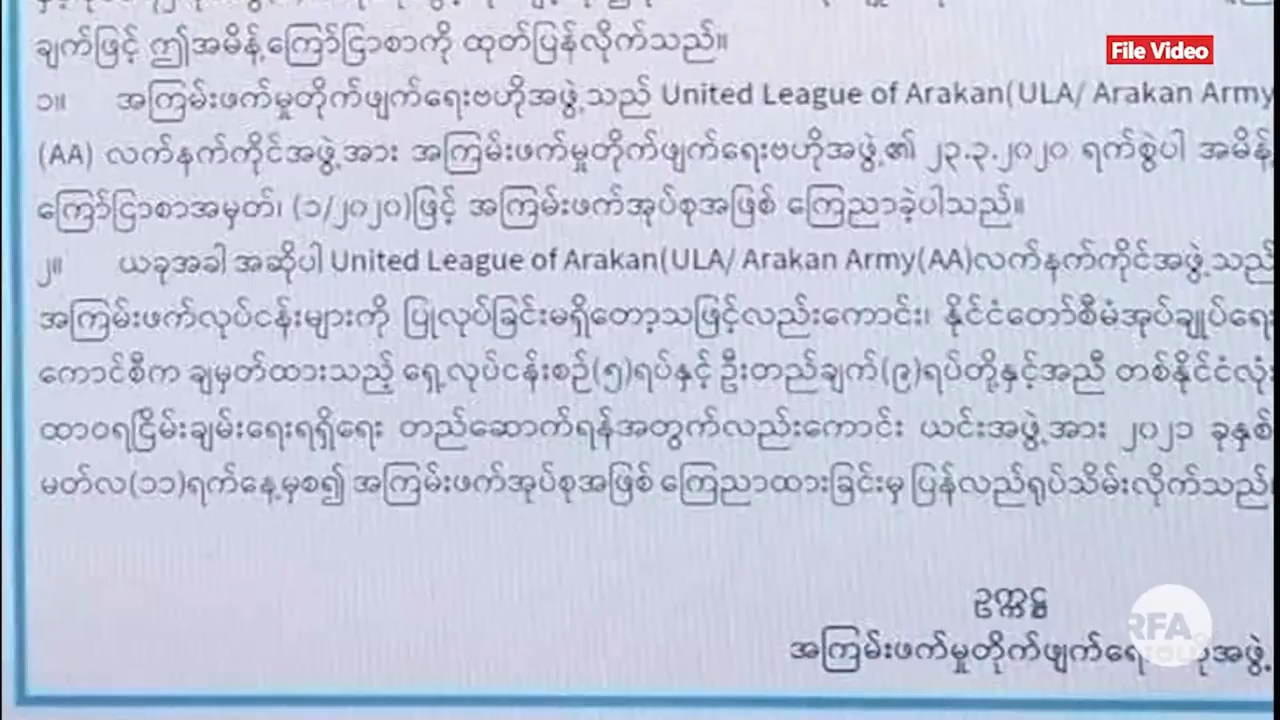 File Video
ချက်ဖြင့် ဤအမိန့်ကြော်ငြာစာကို ထုတ်ပြန်လိုက်သည်။
၁။ အကြမ်းဖက်မှုတိုက်ဖျက်ရေးဗဟိုအဖွဲ့သည် United League of Arakan(ULA/ Arakan Army
(AA) လက်နက်ကိုင်အဖွဲ့အား အကြမ်းဖက်မှုတိုက်ဖျက်ရေးဗဟိုအဖွဲ့၏ ၂၃.၃.၂၀၂၀ ရက်စွဲပါ အမိန့်
ကြော်ငြာစာအမှတ်၊ (၁/၂၀၂၀)ဖြင့် အကြမ်းဖက်အုပ်စုအဖြစ် ကြေညာခဲ့ပါသည်။
၂။ ယခုအခါ အဆိုပါ United League of Arakan(ULA/ Arakan Army(AA)လက်နက်ကိုင်အဖွဲ့သည်
အကြမ်းဖက်လုပ်ငန်းများကို ပြုလုပ်ခြင်းမရှိတော့သဖြင့်လည်းကောင်း၊ နိုင်ငံတော်စီမံအုပ်ချုပ်ရေး
ကောင်စီက ချမှတ်ထားသည့် ရှေ့လုပ်ငန်းစဉ်(၅)ရပ်နှင့် ဦးတည်ချက်(၉)ရပ်တို့နှင့်အညီ တစ်နိုင်ငံလုံး
ထာဝရငြိမ်းချမ်းရေးရရှိရေး တည်ဆောက်ရန်အတွက်လည်းကောင်း ယင်းအဖွဲ့အား ၂၀၂၁ ခုနှစ်
မတ်လ(၁၁)ရက်နေ့မှစ၍ အကြမ်းဖက်အုပ်စုအဖြစ် ကြေညာထားခြင်းမှ ပြန်လည်ရုပ်သိမ်းလိုက်သည်။
ဥက္ကဋ္ဌ
အကြမ်းဖက်မှုတိုက်ဖျက်ရေ
RFA